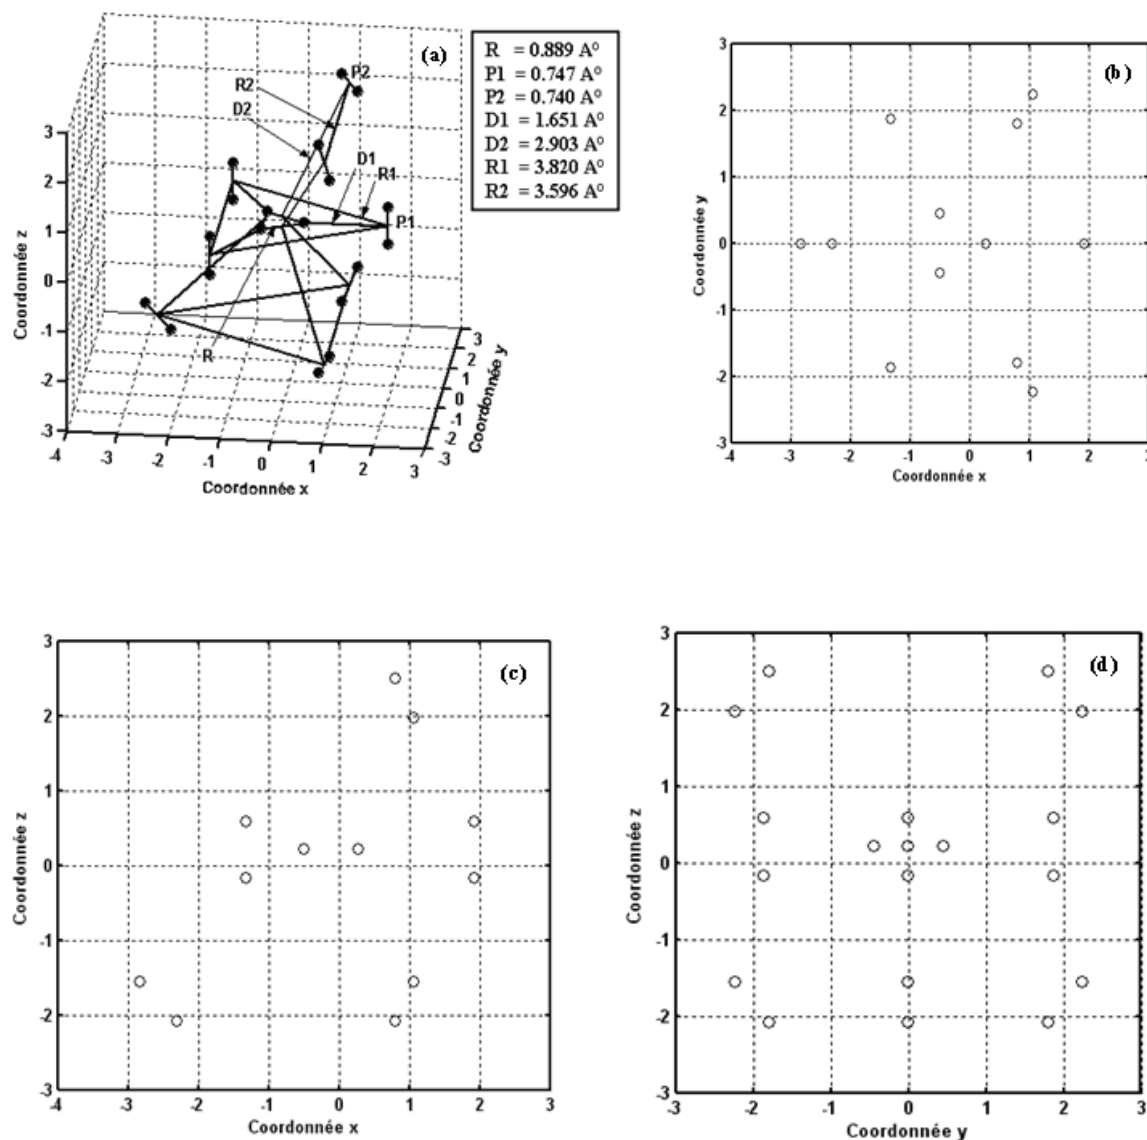 (a)
R = 0.889 A°
P1 = 0.747 A°
P2 = 0.740 A°
D1 = 1.651 A°
D2 = 2.903 A°
R1 = 3.820 A°
R2 = 3.596 A°
P2
R2
D2
D1
R1
P1
R
3
2
1
0
-1
-2
-3
Coordonnée z
-4
-3
-2
-1
0
1
2
3
Coordonnée x
-3
-2
-1
0
1
2
3
Coordonnée y
(b)
3
2
1
0
-1
-2
-3
Coordonnée y
-4
-3
-2
-1
0
1
2
3
Coordonnée x
(c)
3
2
1
0
-1
-2
-3
Coordonnée z
-4
-3
-2
-1
0
1
2
3
Coordonnée x
(d)
3
2
1
0
-1
-2
-3
Coordonnée z
-3
-2
-1
0
1
2
3
Coordonnée y